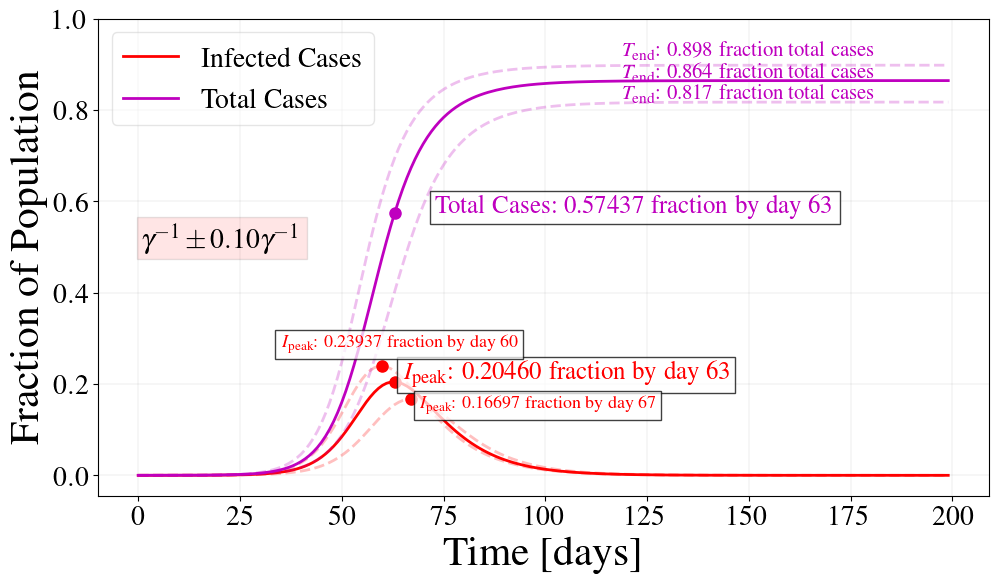 Fraction of Population
1.0
0.8
0.6
0.4
0.2
0.0
Infected Cases
Total Cases
T_end: 0.898 fraction total cases
T_end: 0.864 fraction total cases
T_end: 0.817 fraction total cases
Total Cases: 0.57437 fraction by day 63
γ⁻¹ ± 0.10γ⁻¹
I_peak: 0.23937 fraction by day 60
I_peak: 0.20460 fraction by day 63
I_peak: 0.16697 fraction by day 67
0 25 50 75 100 125 150 175 200
Time [days]